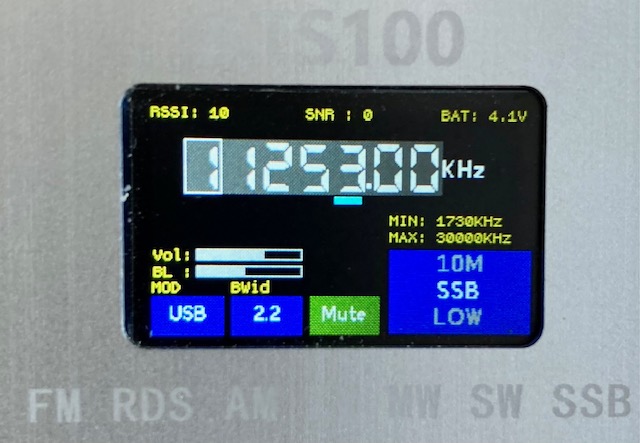 S100
RSSI: 10 SNR : 0 BAT: 4.1V
11253.00 KHz
MIN: 1730KHz
MAX: 30000KHz
Vol:
BL :
MOD BWid
USB 2.2 Mute
10M
SSB
LOW
FM RDS AM MW SW SSB